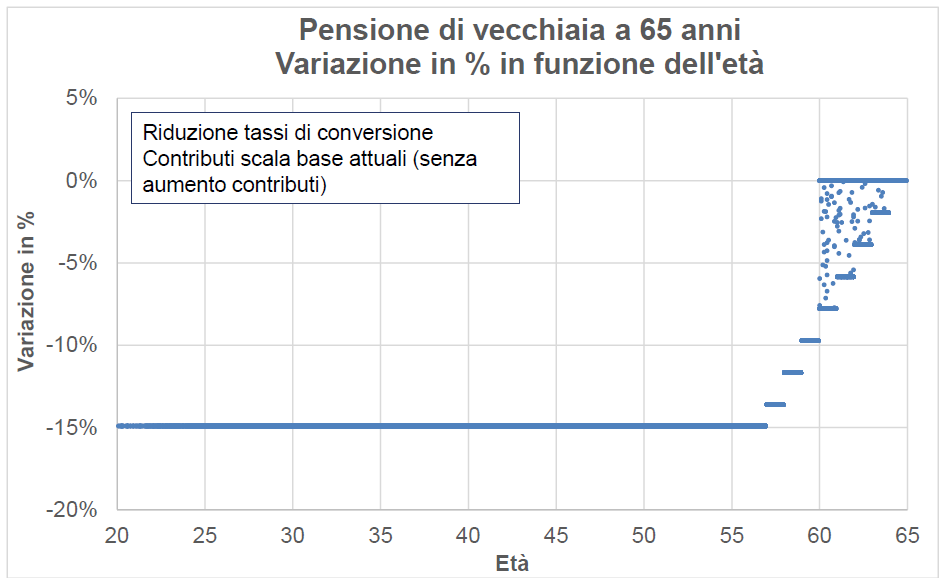 Pensione di vecchiaia a 65 anni
Variazione in % in funzione dell'età
Riduzione tassi di conversione
Contributi scala base attuali (senza
aumento contributi)
Variazione in %
5%
0%
-5%
-10%
-15%
-20%
20 25 30 35 40 45 50 55 60 65
Età